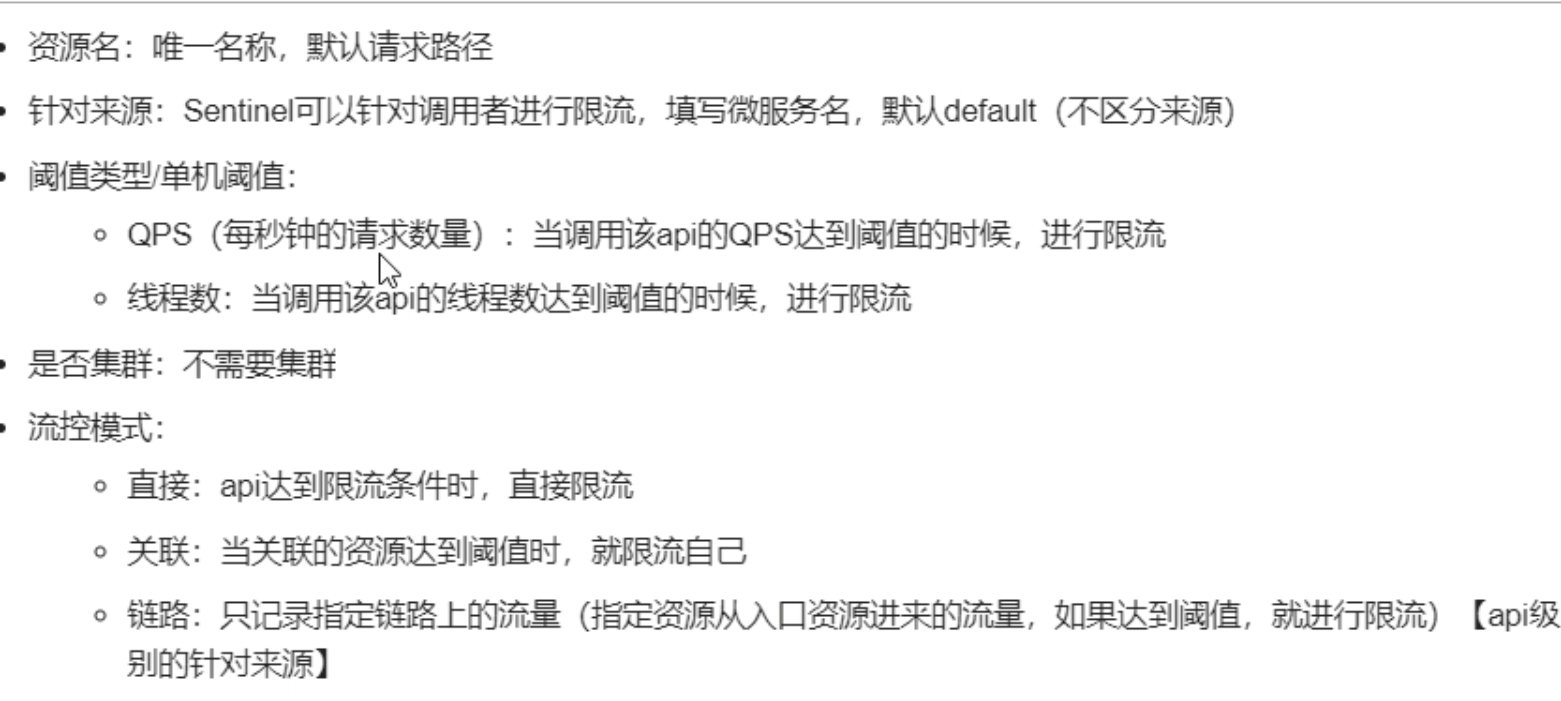 资源名：唯一名称，默认请求路径
针对来源：Sentinel可以针对调用者进行限流，填写微服务名，默认default（不区分来源）
阈值类型/单机阈值：
QPS（每秒钟的请求数量）：当调用该api的QPS达到阈值的时候，进行限流
线程数：当调用该api的线程数达到阈值的时候，进行限流
是否集群：不需要集群
流控模式：
直接：api达到限流条件时，直接限流
关联：当关联的资源达到阈值时，就限流自己
链路：只记录指定链路上的流量（指定资源从入口资源进来的流量，如果达到阈值，就进行限流）【api级
别的针对来源】